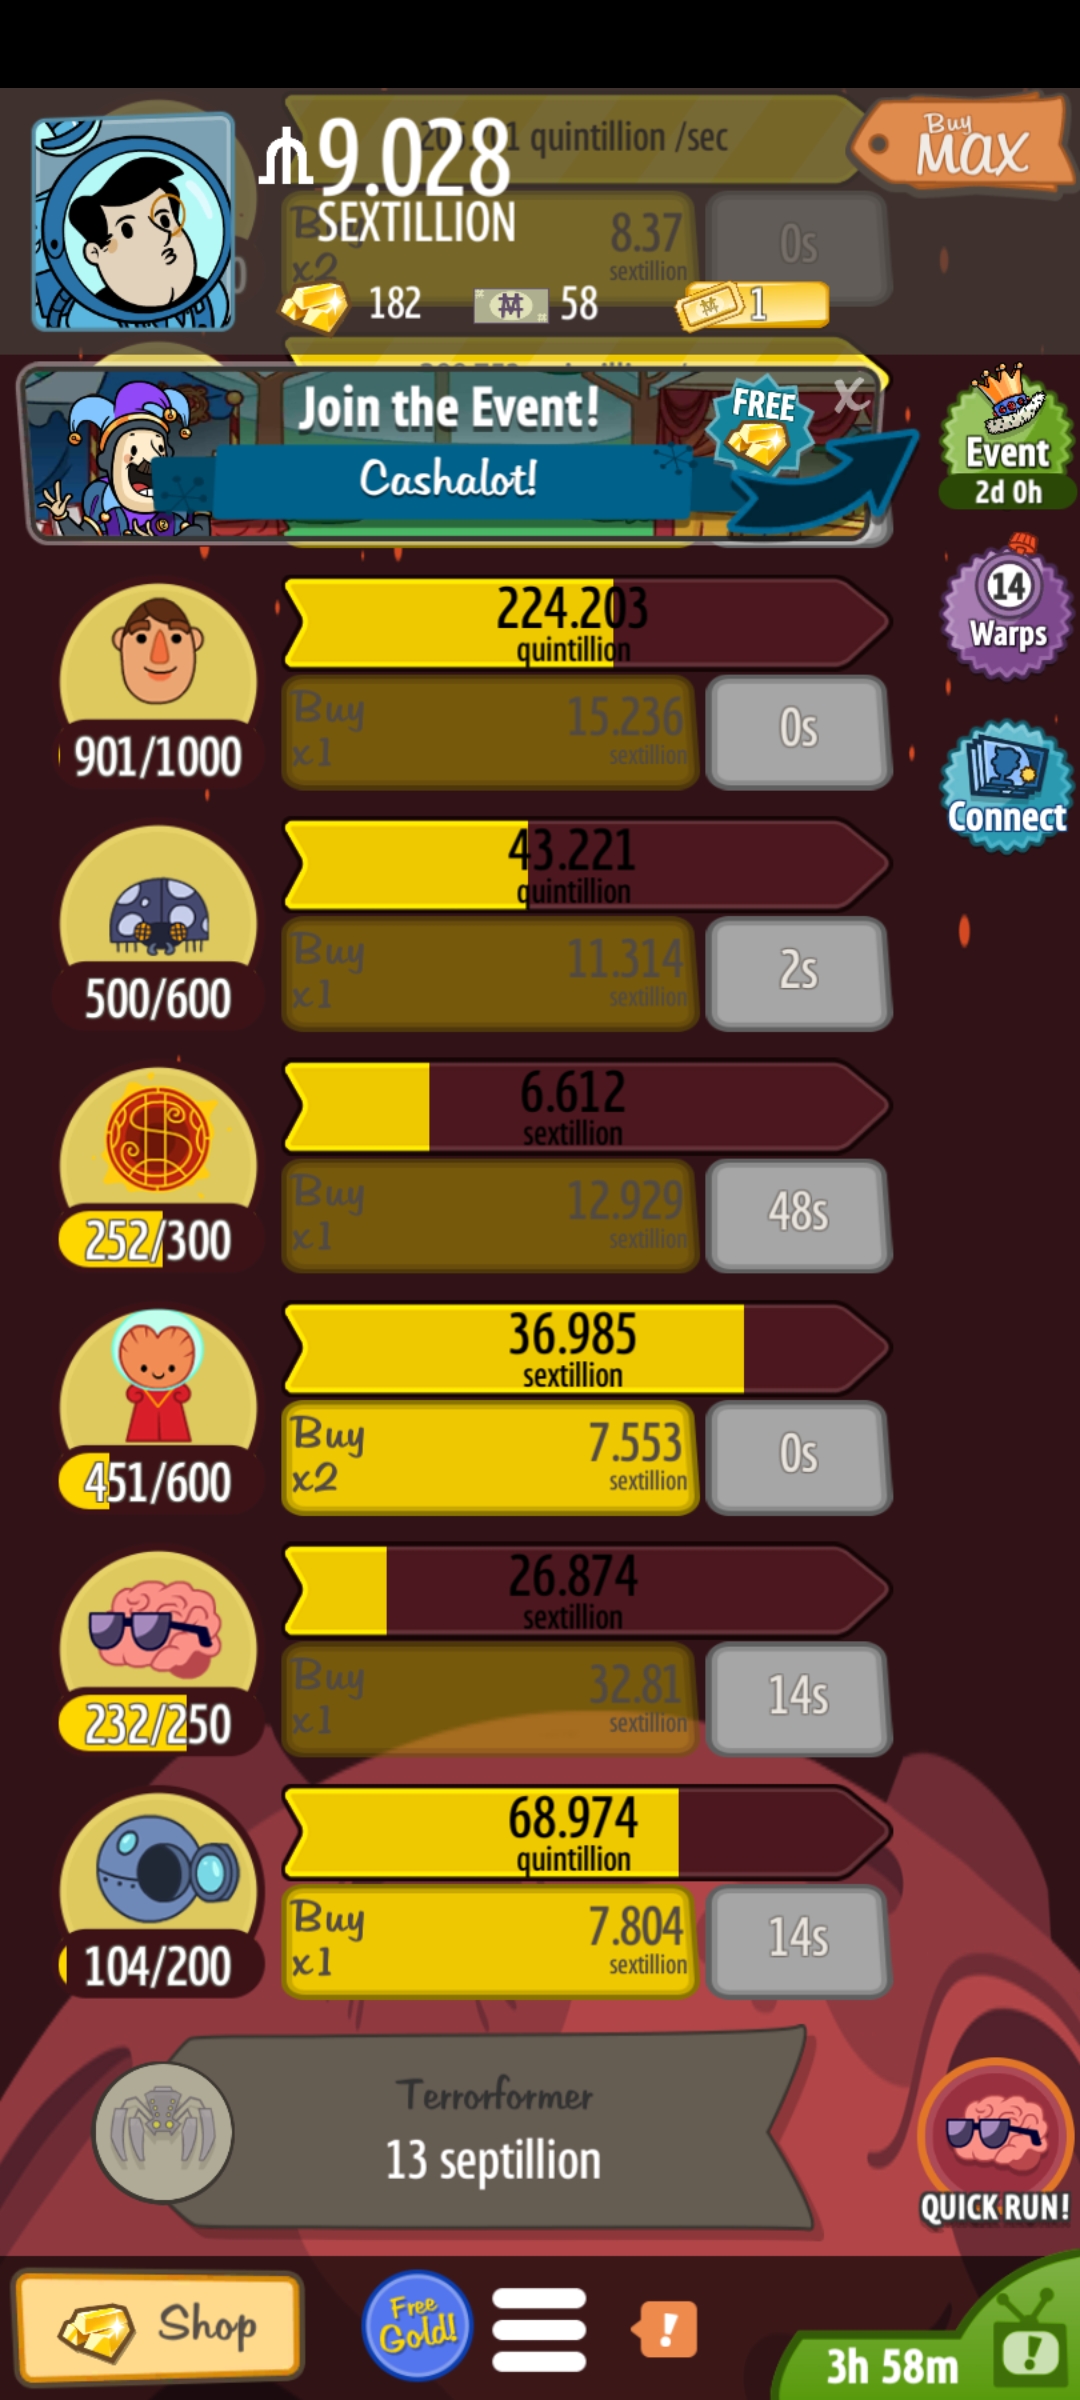 quintillion /sec
9.028
SEXTILLION
Buy
MAX
x2
8.37
sextillion
0s
182
58
1
Join the Event!
FREE
X
Cashalot!
Event
2d 0h
14
Warps
Connect
224.203
quintillion
901/1000
Buy
x1
15.236
sextillion
0s
43.221
quintillion
500/600
Buy
x1
11.314
sextillion
2s
6.612
sextillion
252/300
Buy
x1
12.929
sextillion
48s
36.985
sextillion
451/600
Buy
x2
7.553
sextillion
0s
26.874
sextillion
232/250
Buy
x1
32.81
sextillion
14s
68.974
quintillion
104/200
Buy
x1
7.804
sextillion
14s
Terrorformer
13 septillion
QUICK RUN!
Shop
Free
Gold!
!
3h 58m
!